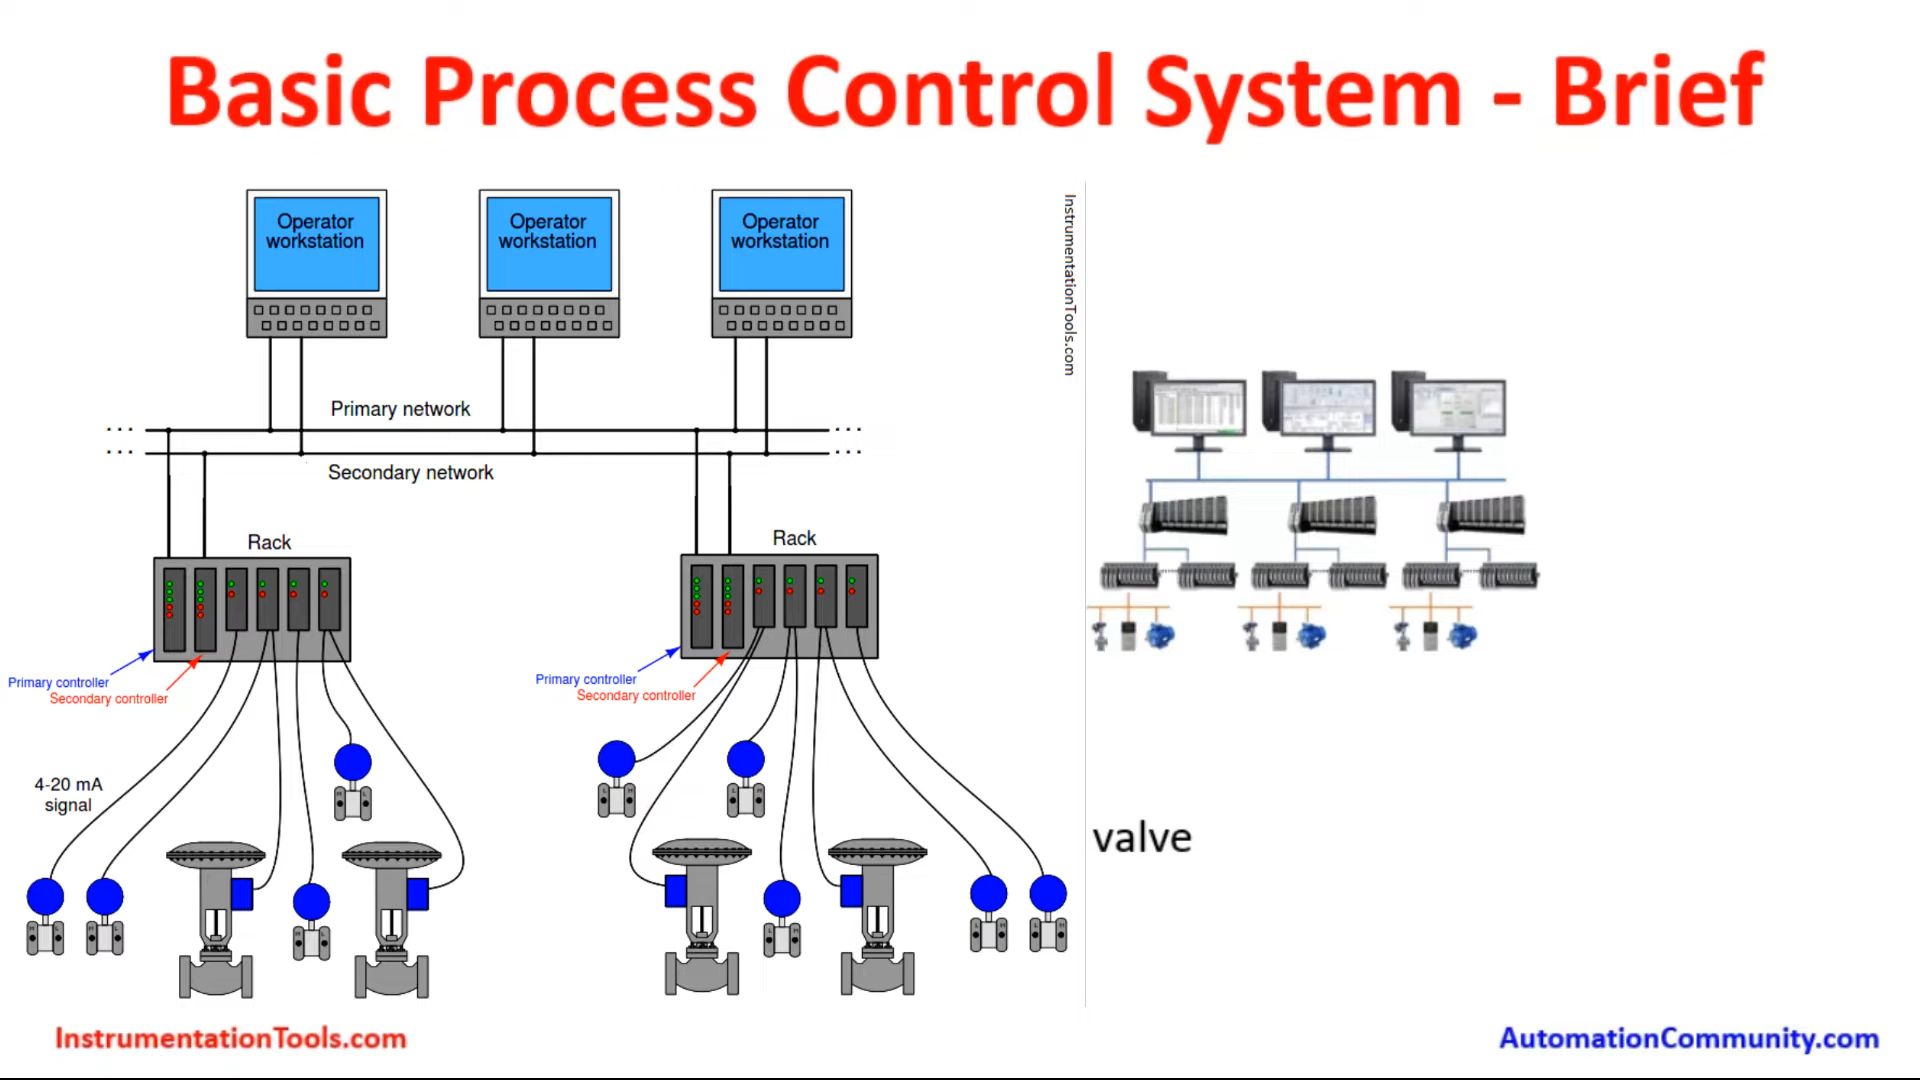 Basic Process Control System - Brief
Operator
workstation
Operator
workstation
Operator
workstation
InstrumentationTools.com
Primary network
Secondary network
Rack
Rack
Primary controller
Secondary controller
Primary controller
Secondary controller
4-20 mA
signal
valve
InstrumentationTools.com
AutomationCommunity.com